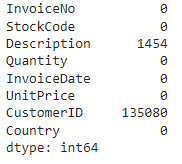 InvoiceNo 0
StockCode 0
Description 1454
Quantity 0
InvoiceDate 0
UnitPrice 0
CustomerID 135080
Country 0
dtype: int64